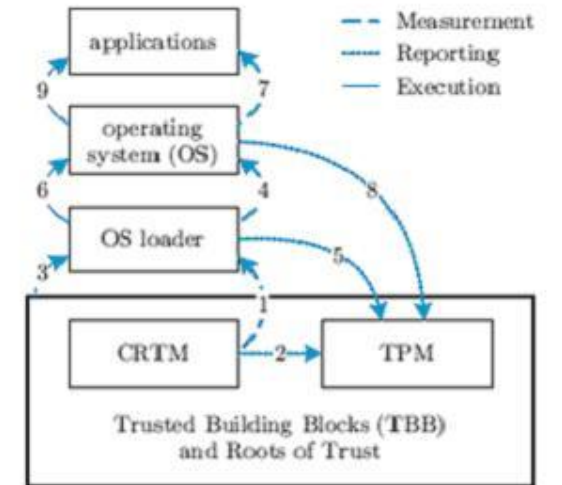 applications
Measurement
Reporting
Execution
9
7
operating
system (OS)
6
4
8
OS loader
3
5
1
CRTM
2
TPM
Trusted Building Blocks (TBB)
and Roots of Trust